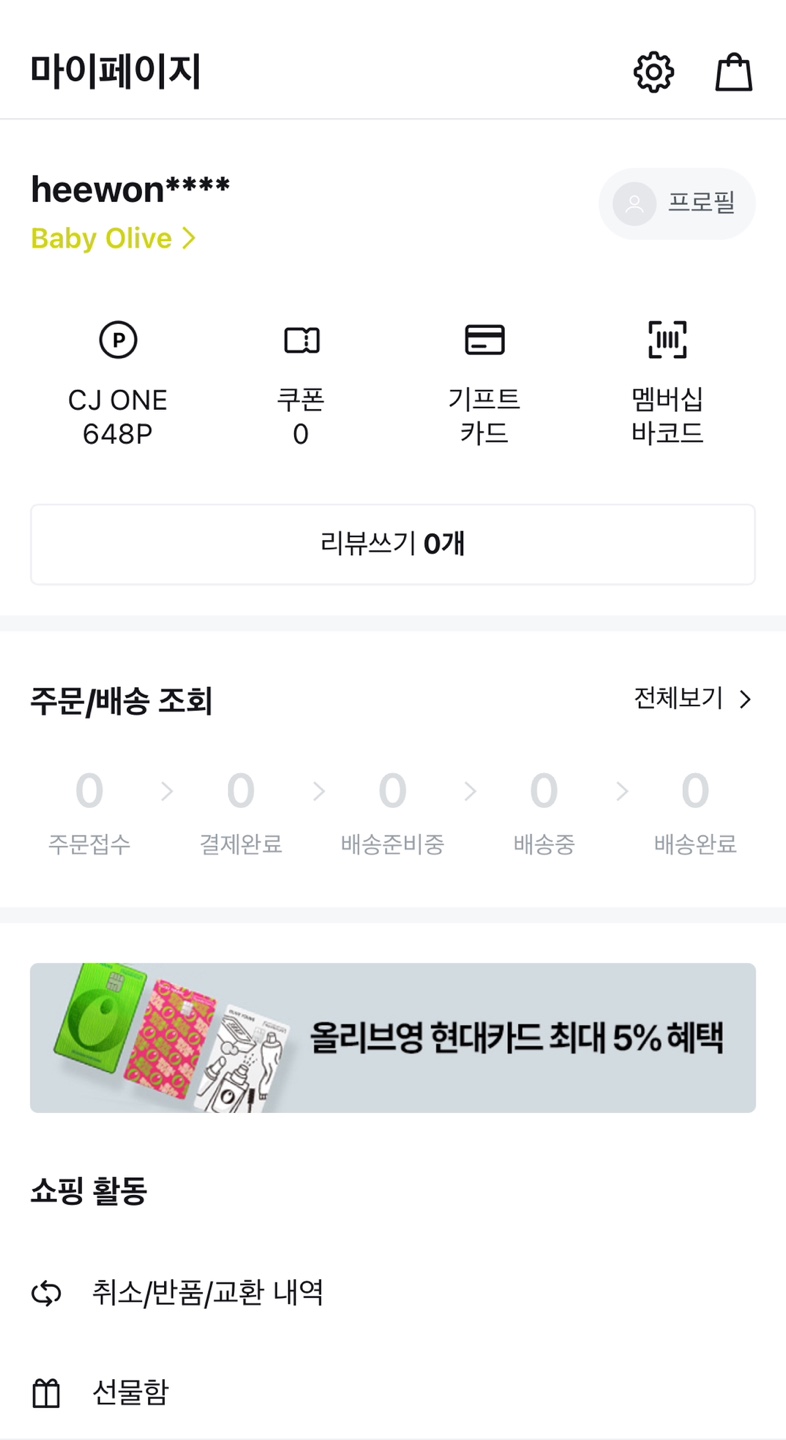 마이페이지
heewon****
프로필
Baby Olive
P
CJ ONE
648P
쿠폰
0
기프트
카드
멤버십
바코드
리뷰쓰기 0개
주문/배송 조회
전체보기
0
주문접수
0
결제완료
0
배송준비중
0
배송중
0
배송완료
올리브영 현대카드 최대 5% 혜택
쇼핑 활동
취소/반품/교환 내역
선물함